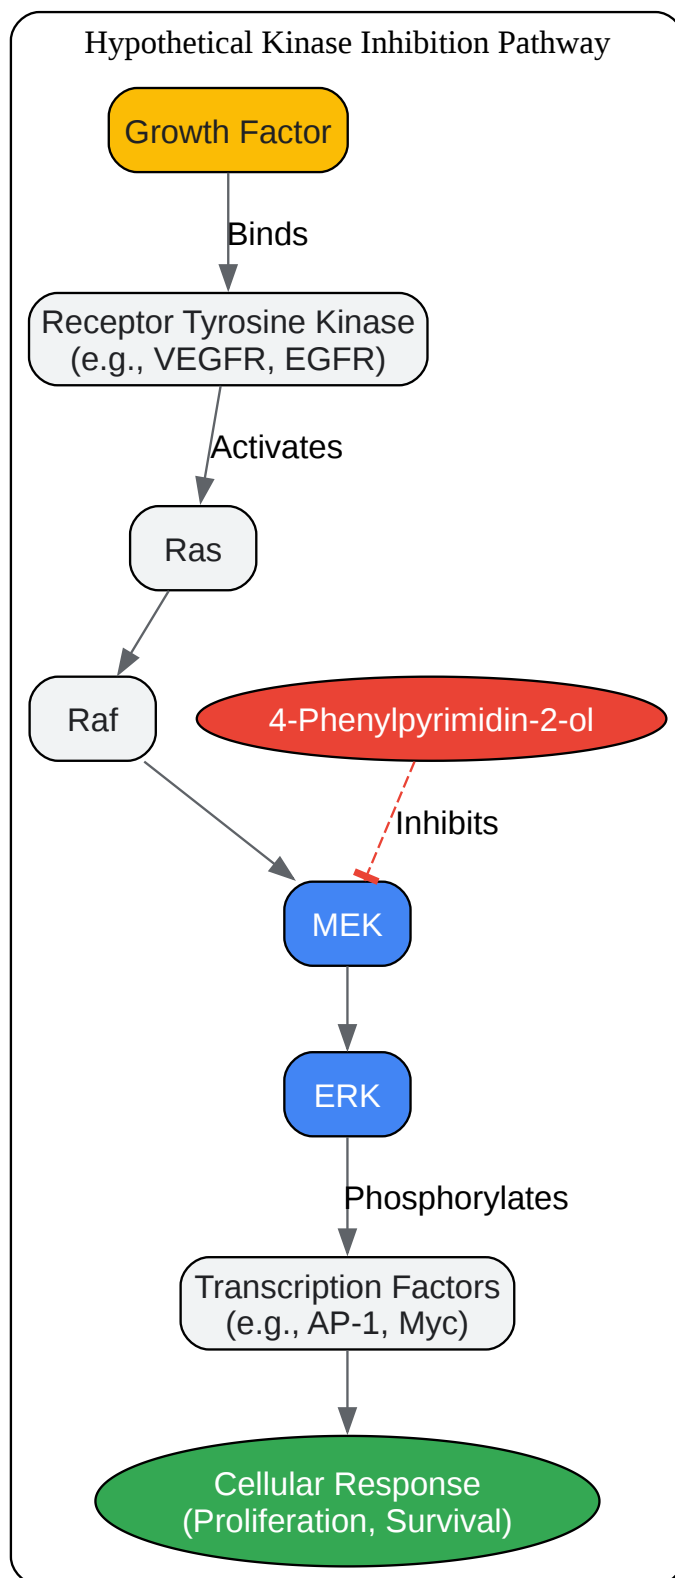 Hypothetical Kinase Inhibition Pathway
Growth Factor
Binds
Receptor Tyrosine Kinase
(e.g., VEGFR, EGFR)
Activates
Ras
Raf
4-Phenylpyrimidin-2-ol
Inhibits
MEK
ERK
Phosphorylates
Transcription Factors
(e.g., AP-1, Myc)
Cellular Response
(Proliferation, Survival)